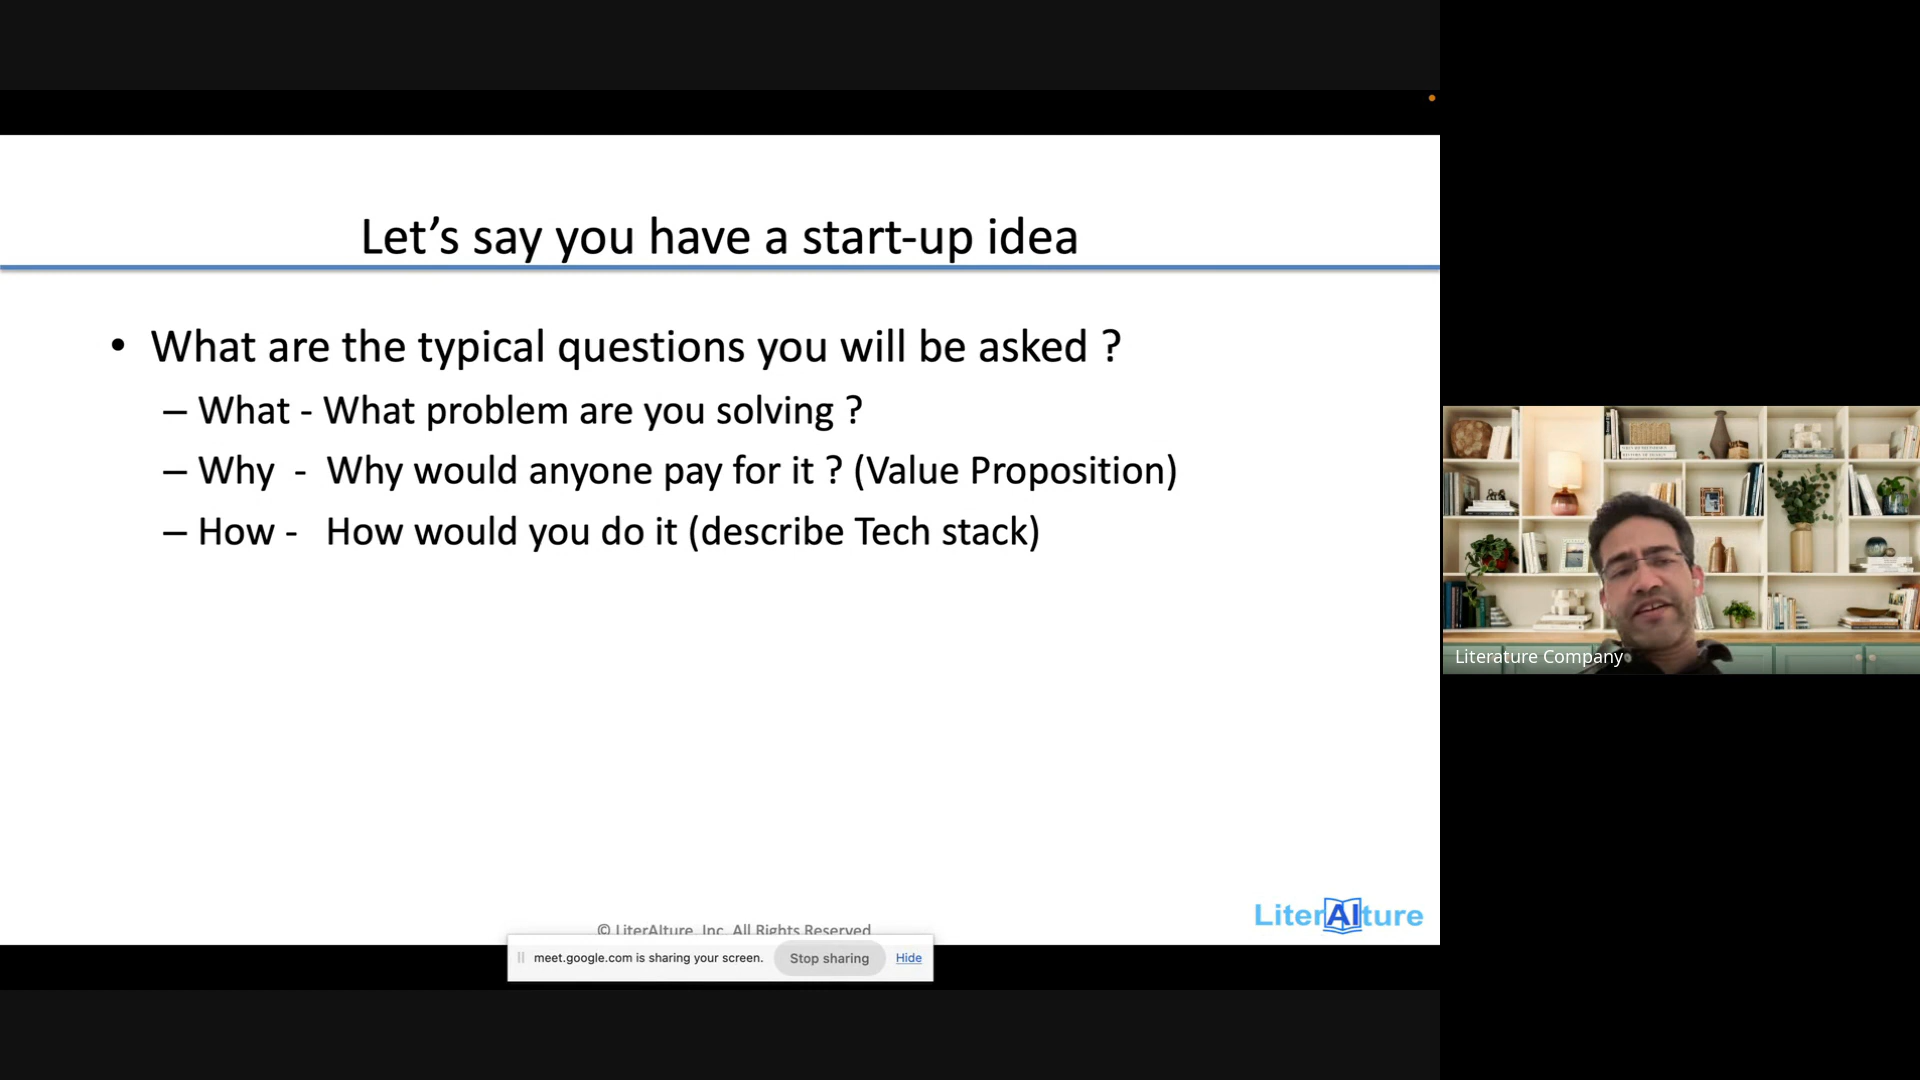 Let’s say you have a start-up idea
• What are the typical questions you will be asked ?
– What - What problem are you solving ?
– Why - Why would anyone pay for it ? (Value Proposition)
– How - How would you do it (describe Tech stack)
© LiterAIture, Inc. All Rights Reserved
LiterAIture
meet.google.com is sharing your screen. Stop sharing Hide
Literature Company